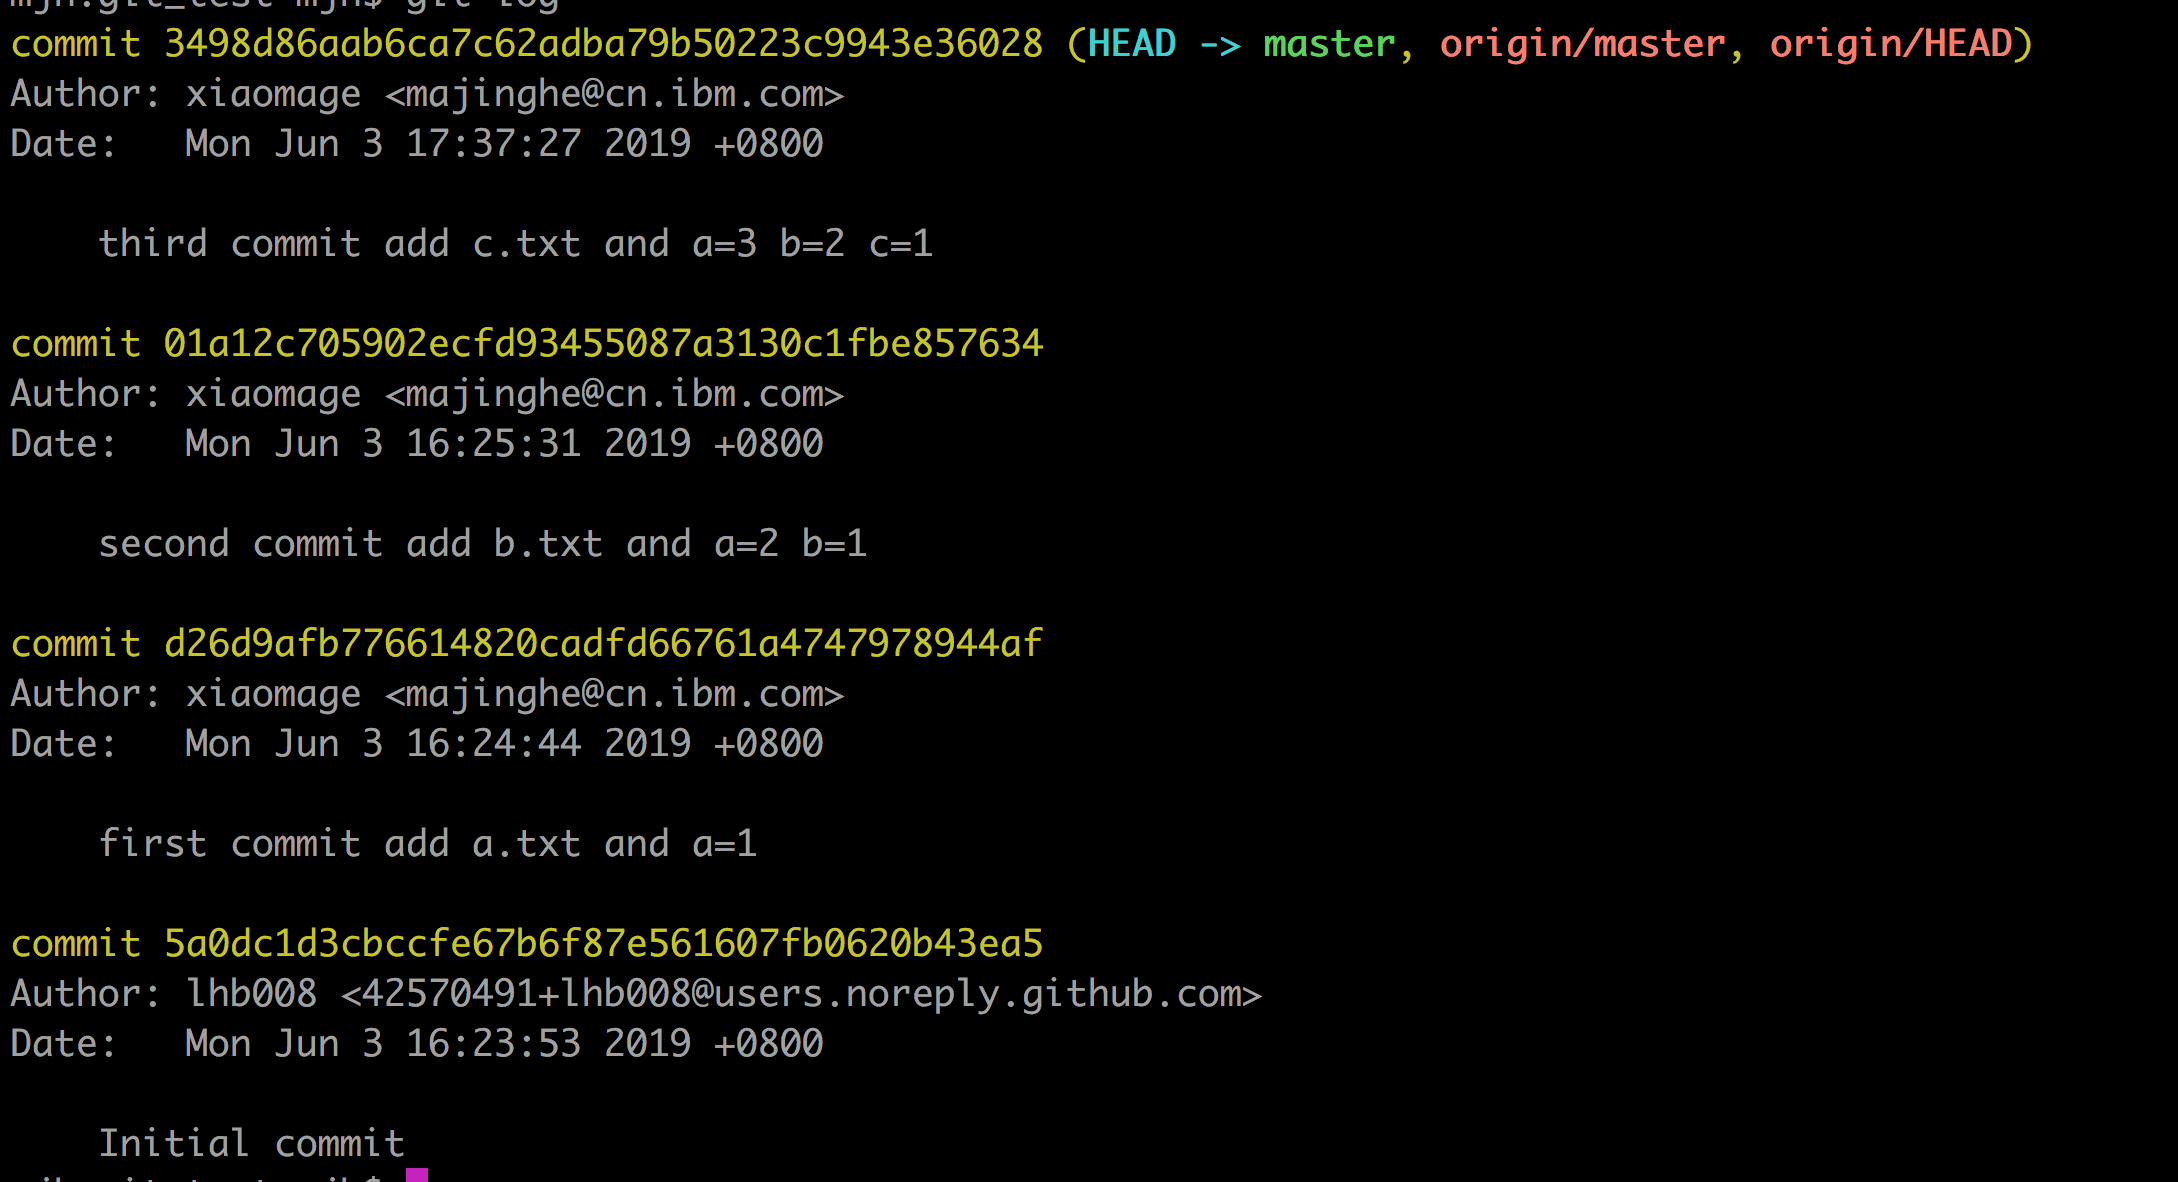 mjh:git_test mjh$ git log
commit 3498d86aab6ca7c62adba79b50223c9943e36028 (HEAD -> master, origin/master, origin/HEAD)
Author: xiaomage <majinghe@cn.ibm.com>
Date:   Mon Jun 3 17:37:27 2019 +0800
    third commit add c.txt and a=3 b=2 c=1
commit 01a12c705902ecfd93455087a3130c1fbe857634
Author: xiaomage <majinghe@cn.ibm.com>
Date:   Mon Jun 3 16:25:31 2019 +0800
    second commit add b.txt and a=2 b=1
commit d26d9afb776614820cadfd66761a4747978944af
Author: xiaomage <majinghe@cn.ibm.com>
Date:   Mon Jun 3 16:24:44 2019 +0800
    first commit add a.txt and a=1
commit 5a0dc1d3cbccfe67b6f87e561607fb0620b43ea5
Author: lhb008 <42570491+lhb008@users.noreply.github.com>
Date:   Mon Jun 3 16:23:53 2019 +0800
    Initial commit